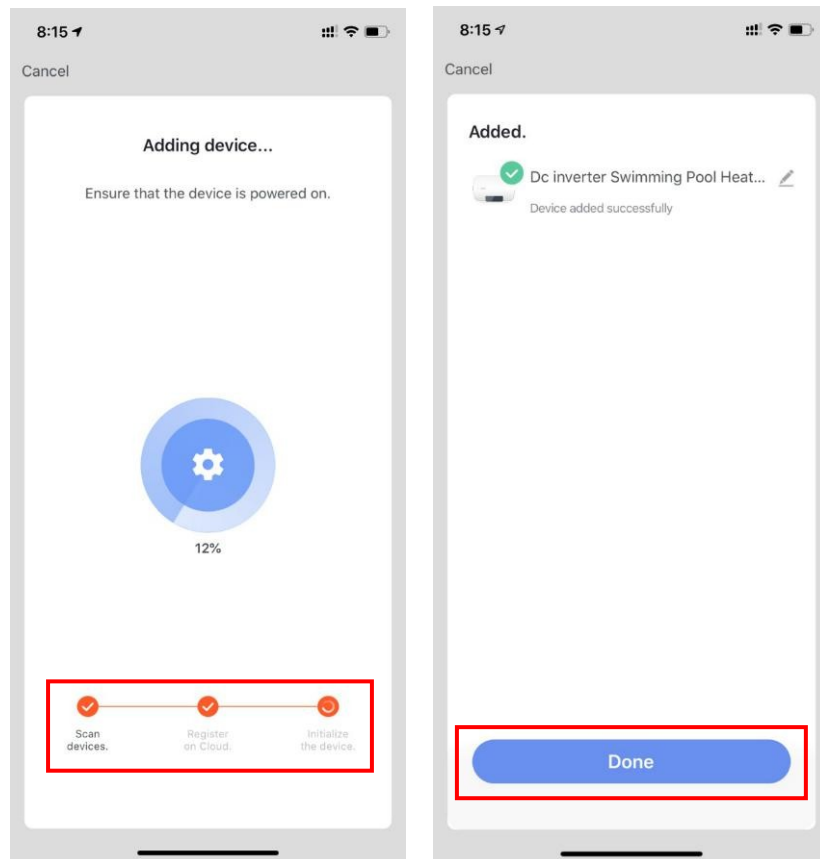 8:15
Cancel
Adding device...
Ensure that the device is powered on.
12%
Scan
devices.
Register
on Cloud.
Initialize
the device.
8:15
Cancel
Added.
Dc inverter Swimming Pool Heat...
Device added successfully
Done